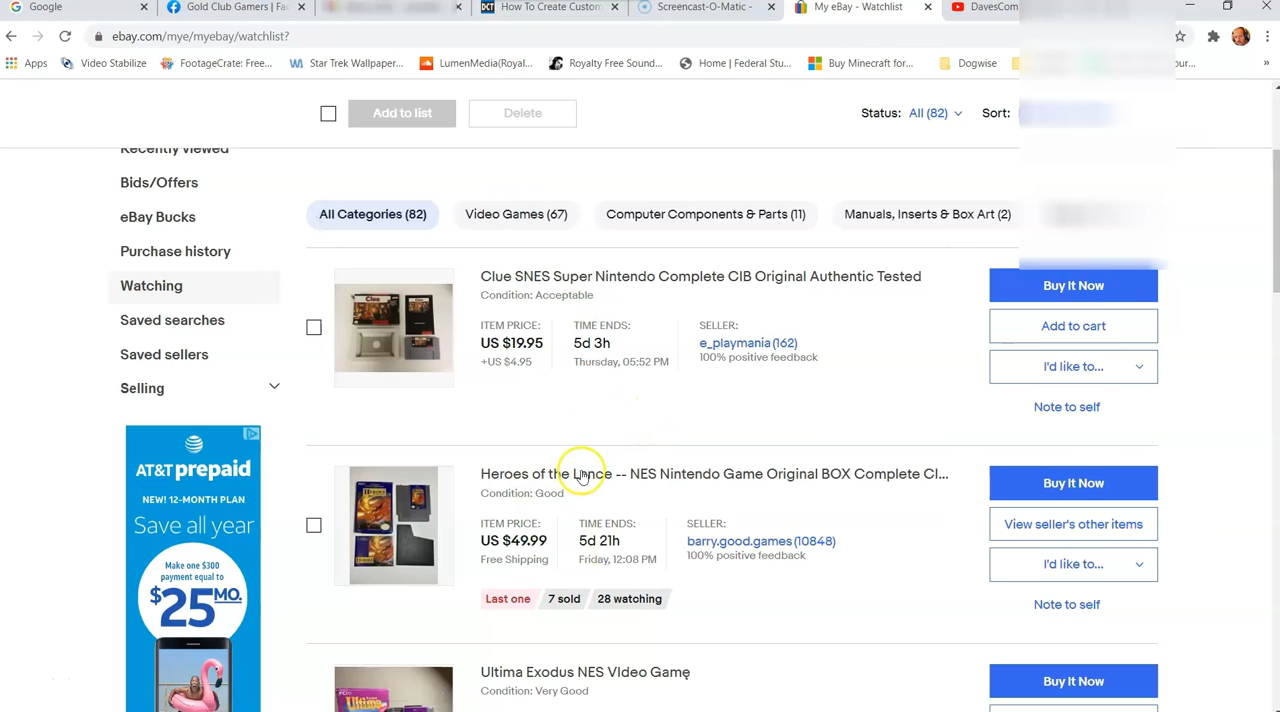 Google
Gold Club Gamers | Fa
How To Create Custom
Screencast-O-Matic -
My eBay - Watchlist
DavesCom
ebay.com/mye/myebay/watchlist?
Apps
Video Stabilize
FootageCrate: Free...
Star Trek Wallpaper...
LumenMedia(Royal...
Royalty Free Sound...
Home | Federal Stu...
Buy Minecraft for...
Dogwise
ur...
Add to list
Delete
Status: All (82)
Sort:
Recently viewed
Bids/Offers
eBay Bucks
Purchase history
Watching
Saved searches
Saved sellers
Selling
All Categories (82)
Video Games (67)
Computer Components & Parts (11)
Manuals, Inserts & Box Art (2)
Clue SNES Super Nintendo Complete CIB Original Authentic Tested
Condition: Acceptable
ITEM PRICE:
US $19.95
+US $4.95
TIME ENDS:
5d 3h
Thursday, 05:52 PM
SELLER:
e_playmania (162)
100% positive feedback
Buy It Now
Add to cart
I'd like to...
Note to self
Heroes of the Lance -- NES Nintendo Game Original BOX Complete CI...
Condition: Good
ITEM PRICE:
US $49.99
Free Shipping
TIME ENDS:
5d 21h
Friday, 12:08 PM
SELLER:
barry.good.games (10848)
100% positive feedback
Last one
7 sold
28 watching
Buy It Now
View seller's other items
I'd like to...
Note to self
Ultima Exodus NES VIdeo Game
Condition: Very Good
Buy It Now
AT&T prepaid
NEW! 12-MONTH PLAN
Save all year
Make one $300
payment equal to
$25MO.